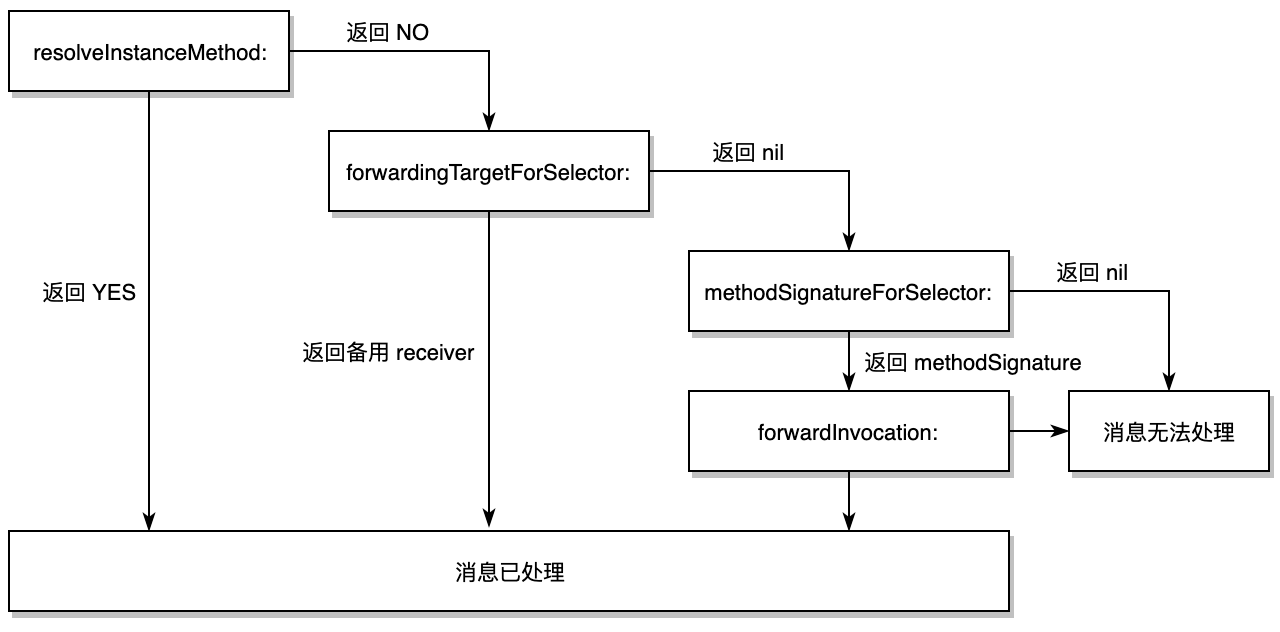 resolveInstanceMethod:
返回 NO
forwardingTargetForSelector:
返回 nil
methodSignatureForSelector:
返回 nil
返回 YES
返回备用 receiver
返回 methodSignature
forwardInvocation:
消息无法处理
消息已处理